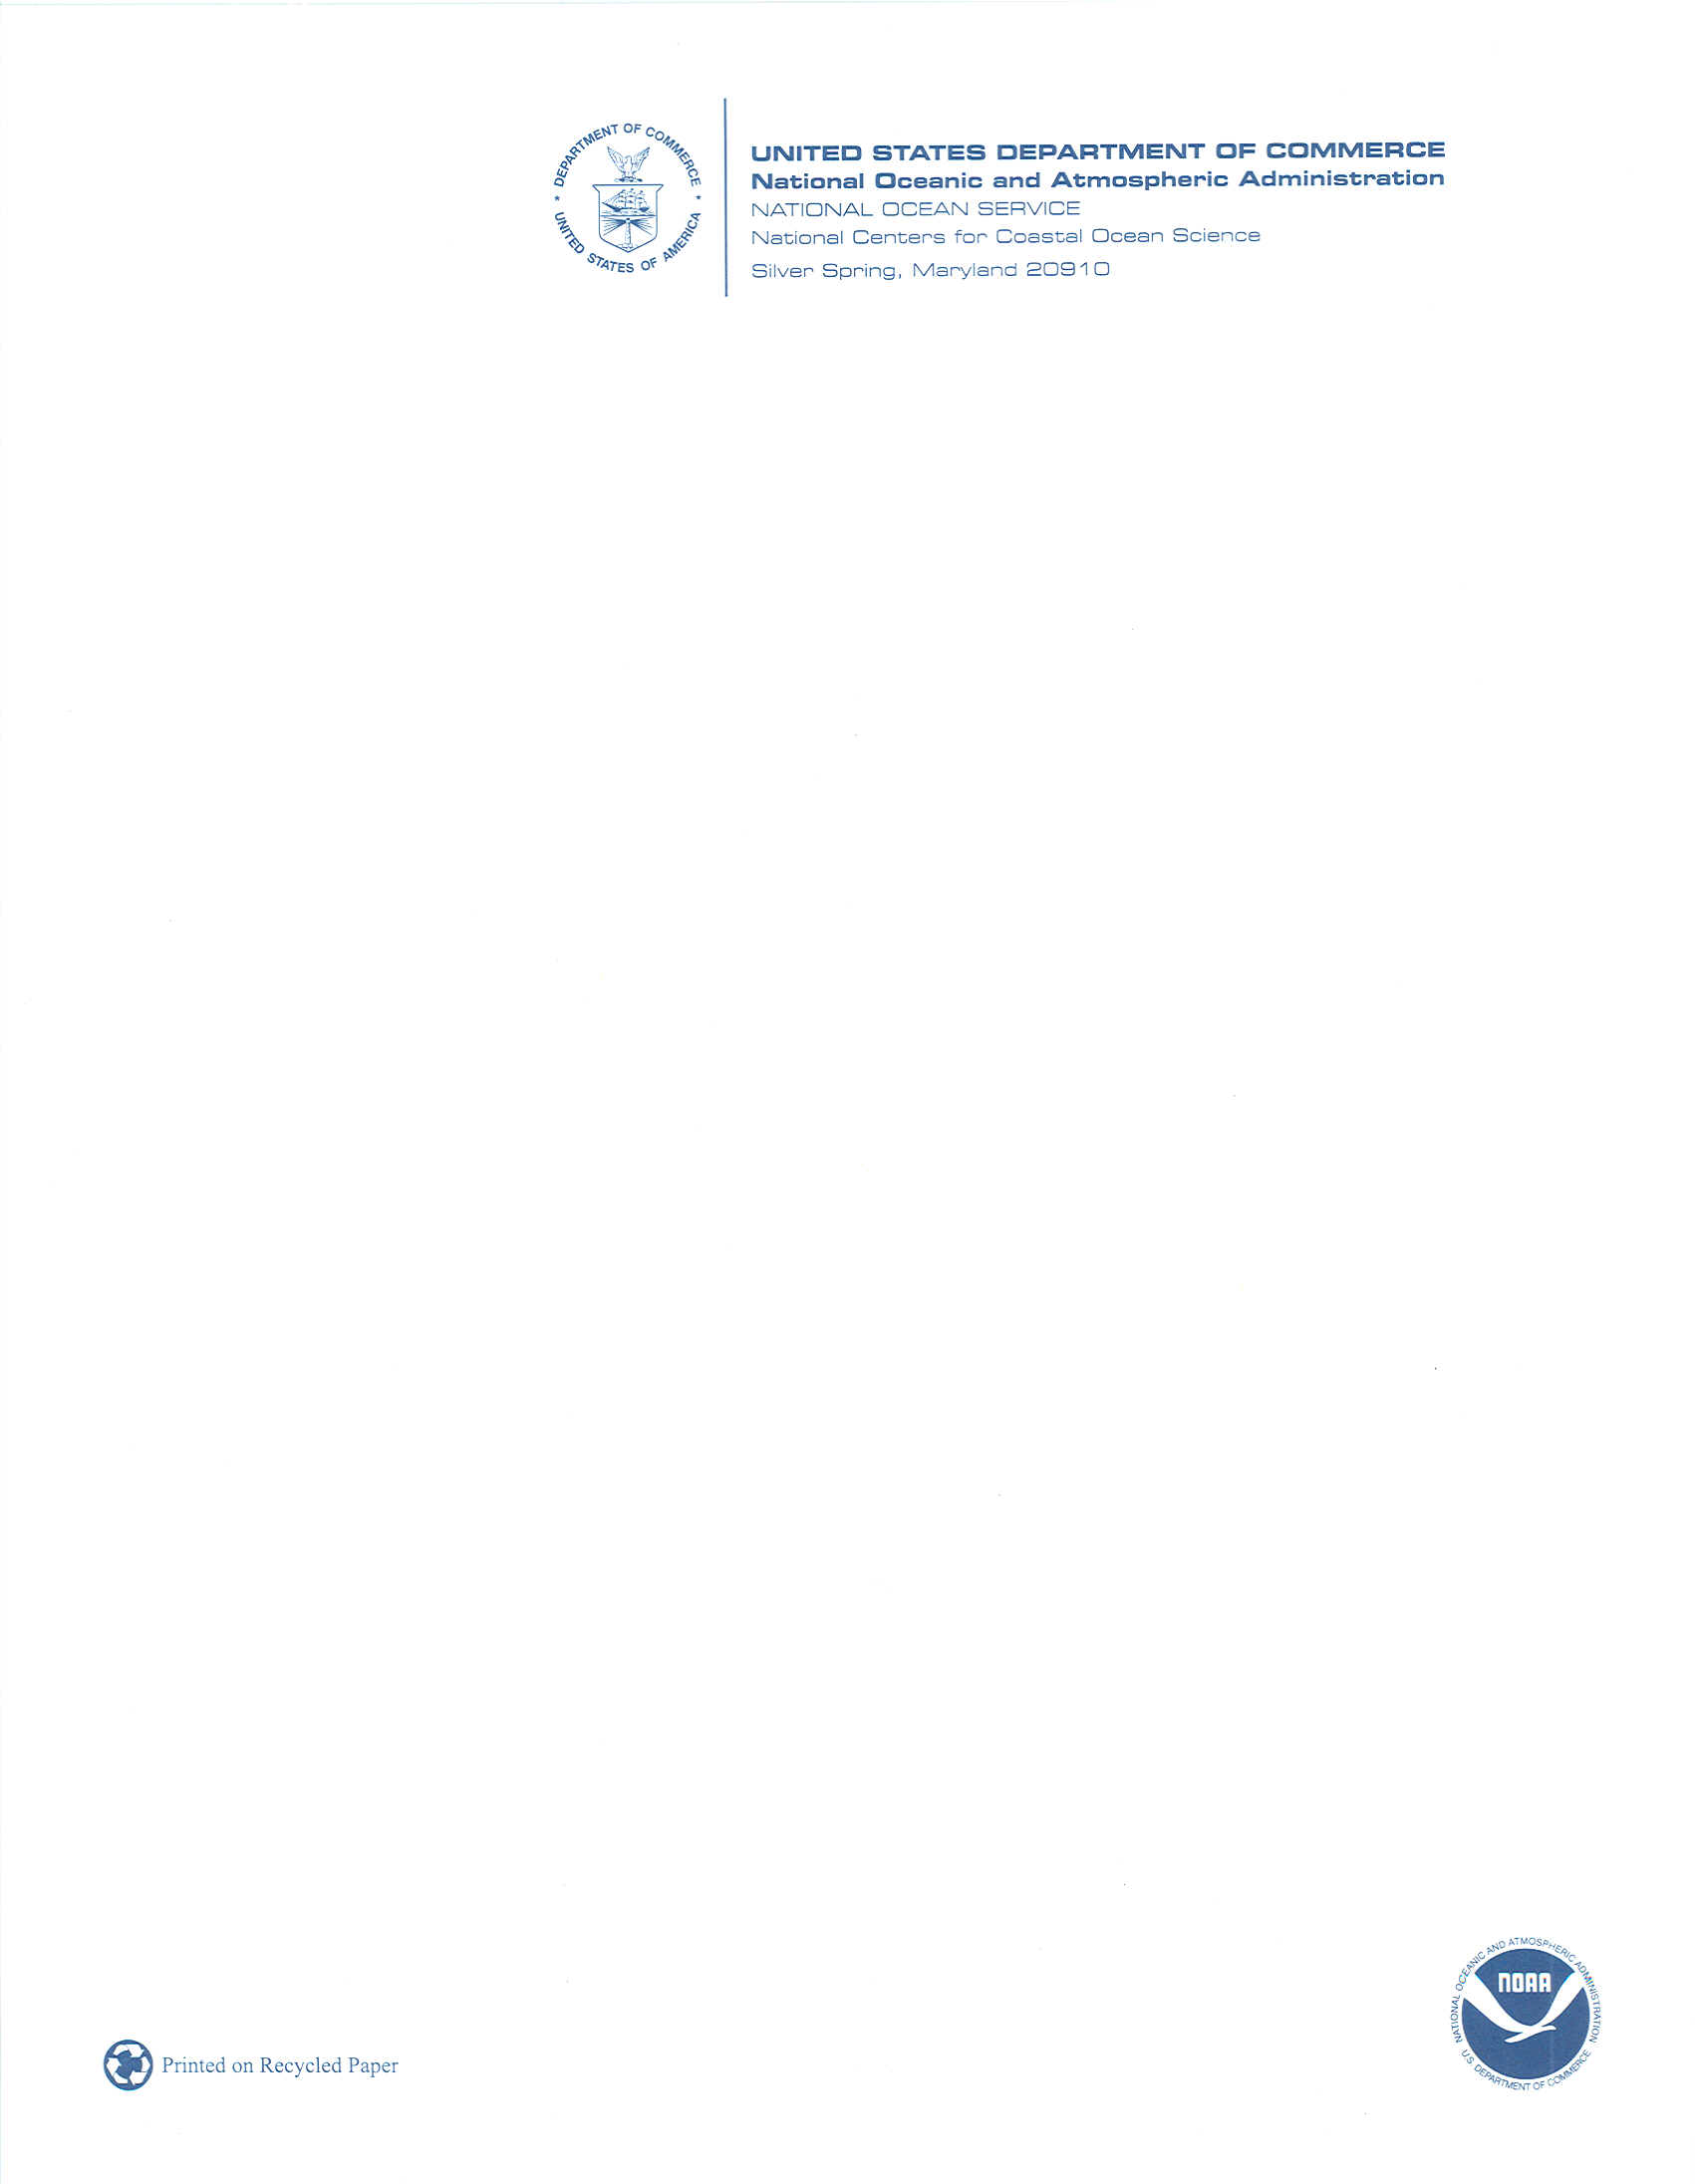 DEPARTMENT OF COMMERCE
* UNITED STATES OF AMERICA *
UNITED STATES DEPARTMENT OF COMMERCE
National Oceanic and Atmospheric Administration
NATIONAL OCEAN SERVICE
National Centers for Coastal Ocean Science
Silver Spring, Maryland 20910
NATIONAL OCEANIC AND ATMOSPHERIC ADMINISTRATION
NOAA
U.S. DEPARTMENT OF COMMERCE
Printed on Recycled Paper